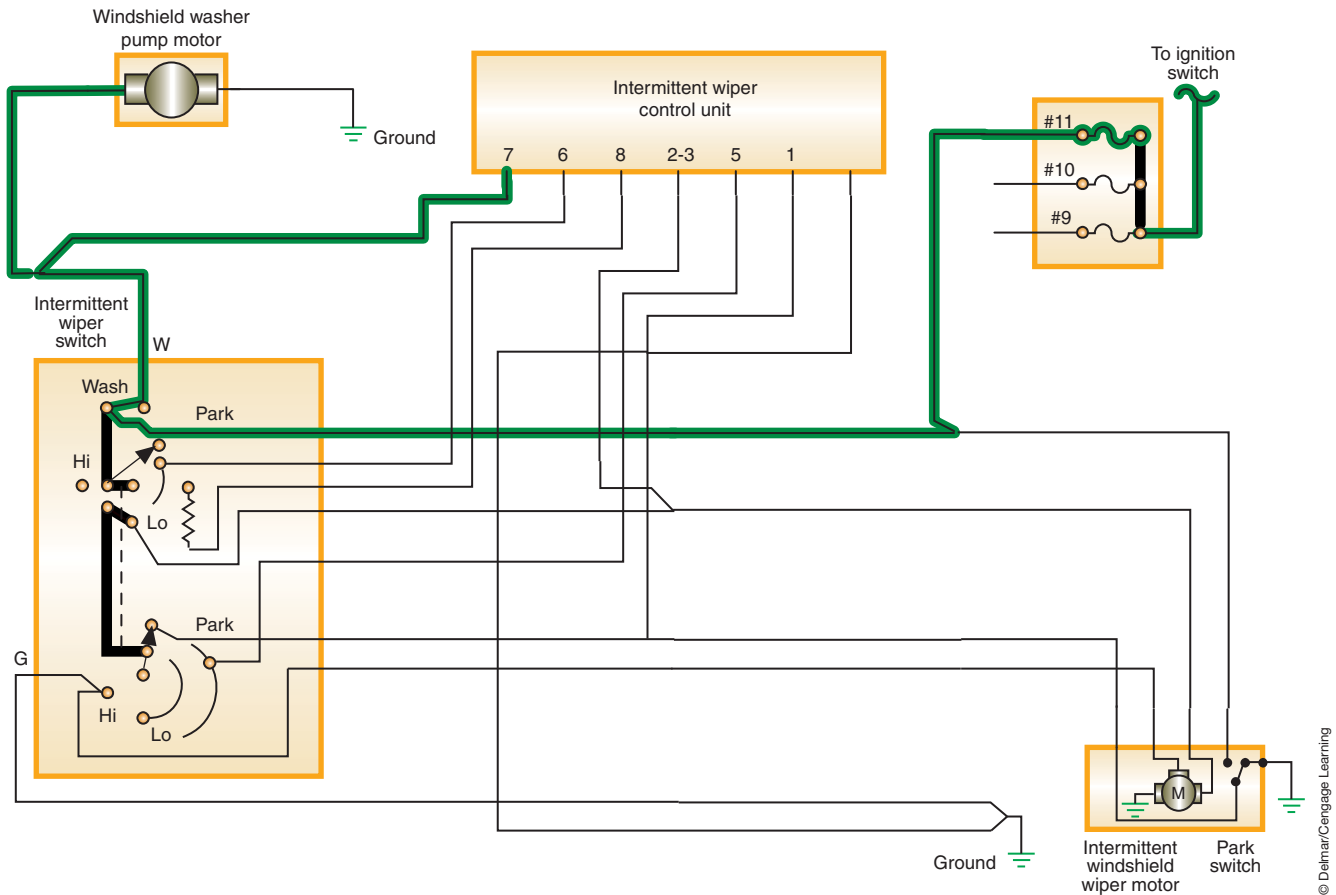 Windshield washer
pump motor
Ground
Intermittent wiper
control unit
7 6 8 2-3 5 1
To ignition
switch
#11
#10
#9
Intermittent
wiper
switch
W
Wash
Park
Hi
Lo
Park
G
Hi
Lo
Ground
M
Intermittent
windshield
wiper motor
Park
switch
© Delmar/Cengage Learning